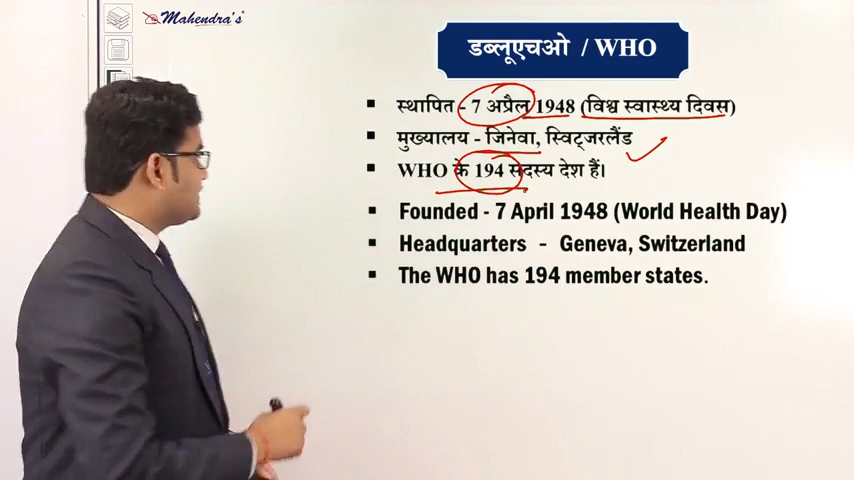 Mahendra's
डब्लूएचओ / WHO
स्थापित - 7 अप्रैल 1948 (विश्व स्वास्थ्य दिवस)
मुख्यालय - जिनेवा, स्विट्जरलैंड
WHO के 194 सदस्य देश हैं।
Founded - 7 April 1948 (World Health Day)
Headquarters - Geneva, Switzerland
The WHO has 194 member states.